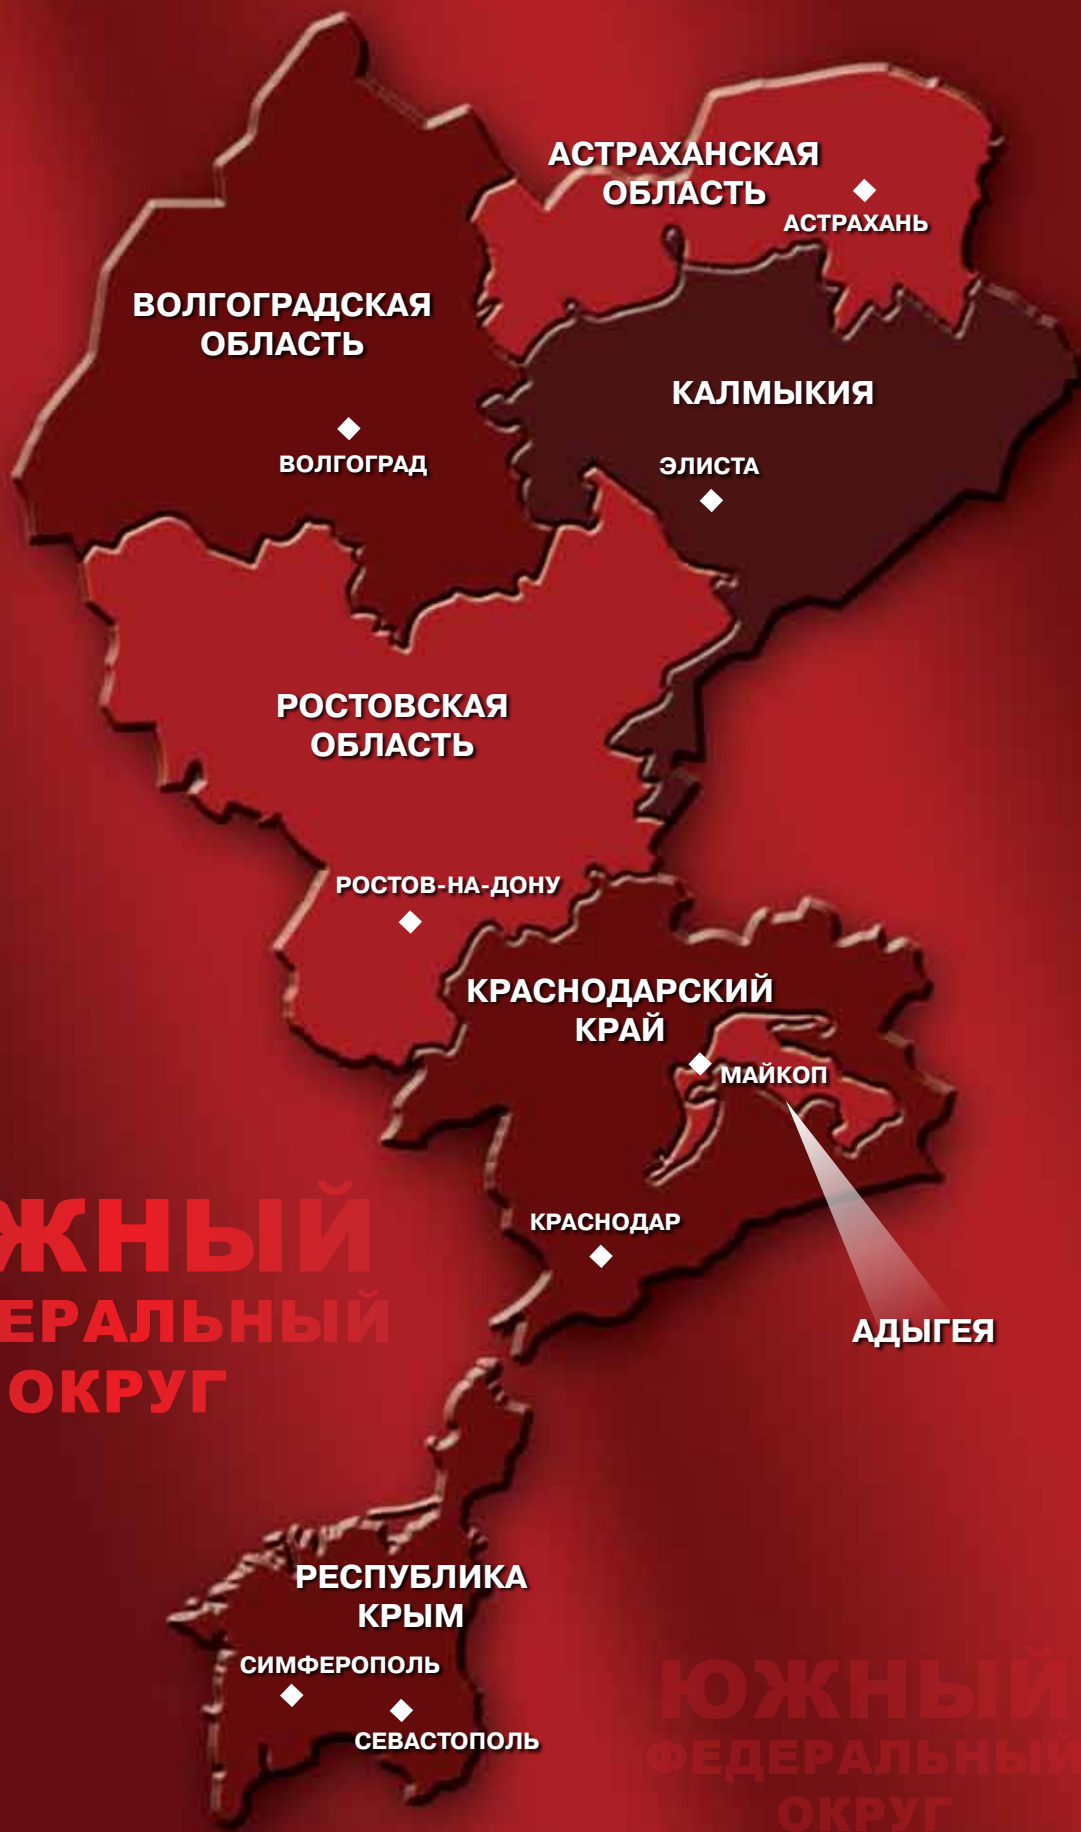 АСТРАХАНСКАЯ
ОБЛАСТЬ
АСТРАХАНЬ
ВОЛГОГРАДСКАЯ
ОБЛАСТЬ
ВОЛГОГРАД
КАЛМЫКИЯ
ЭЛИСТА
РОСТОВСКАЯ
ОБЛАСТЬ
РОСТОВ-НА-ДОНУ
КРАСНОДАРСКИЙ
КРАЙ
МАЙКОП
КРАСНОДАР
АДЫГЕЯ
ЖНЫЙ
ЕРАЛЬНЫЙ
ОКРУГ
РЕСПУБЛИКА
КРЫМ
СИМФЕРОПОЛЬ
СЕВАСТОПОЛЬ
ЮЖНЫЙ
ФЕДЕРАЛЬНЫЙ
ОКРУГ